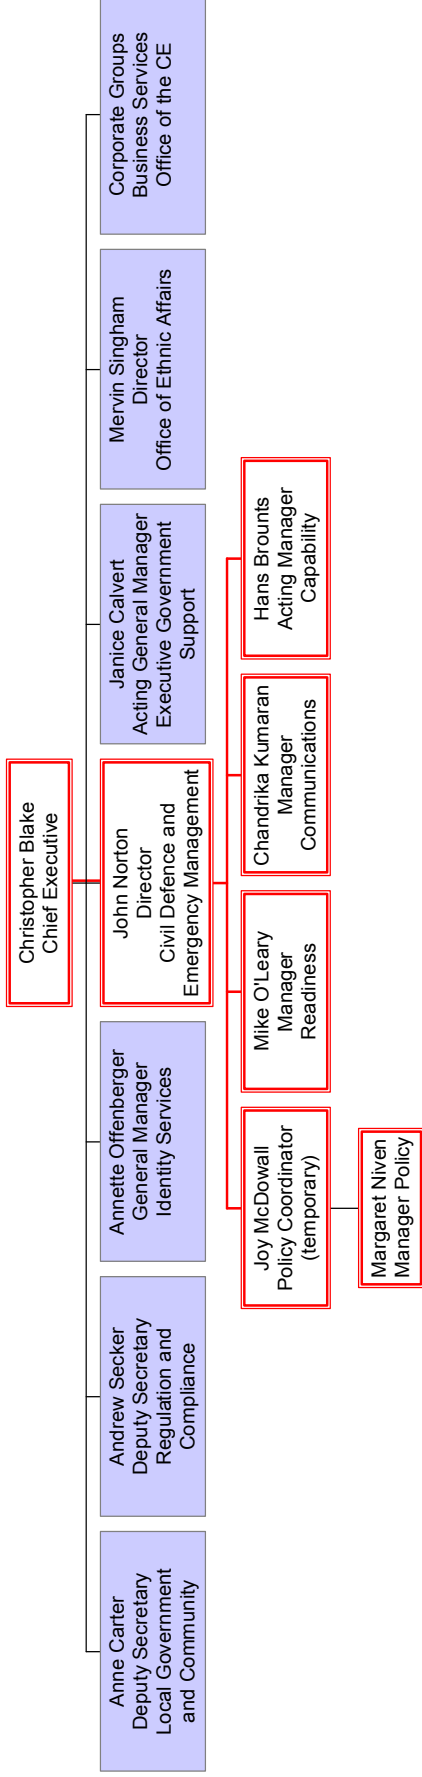 Christopher Blake
Chief Executive
Anne Carter
Deputy Secretary
Local Government
and Community
Andrew Secker
Deputy Secretary
Regulation and
Compliance
Annette Offenberger
General Manager
Identity Services
John Norton
Director
Civil Defence and
Emergency Management
Janice Calvert
Acting General Manager
Executive Government
Support
Mervin Singham
Director
Office of Ethnic Affairs
Corporate Groups
Business Services
Office of the CE
Joy McDowall
Policy Coordinator
(temporary)
Mike O'Leary
Manager
Readiness
Chandrika Kumaran
Manager
Communications
Hans Brounts
Acting Manager
Capability
Margaret Niven
Manager Policy